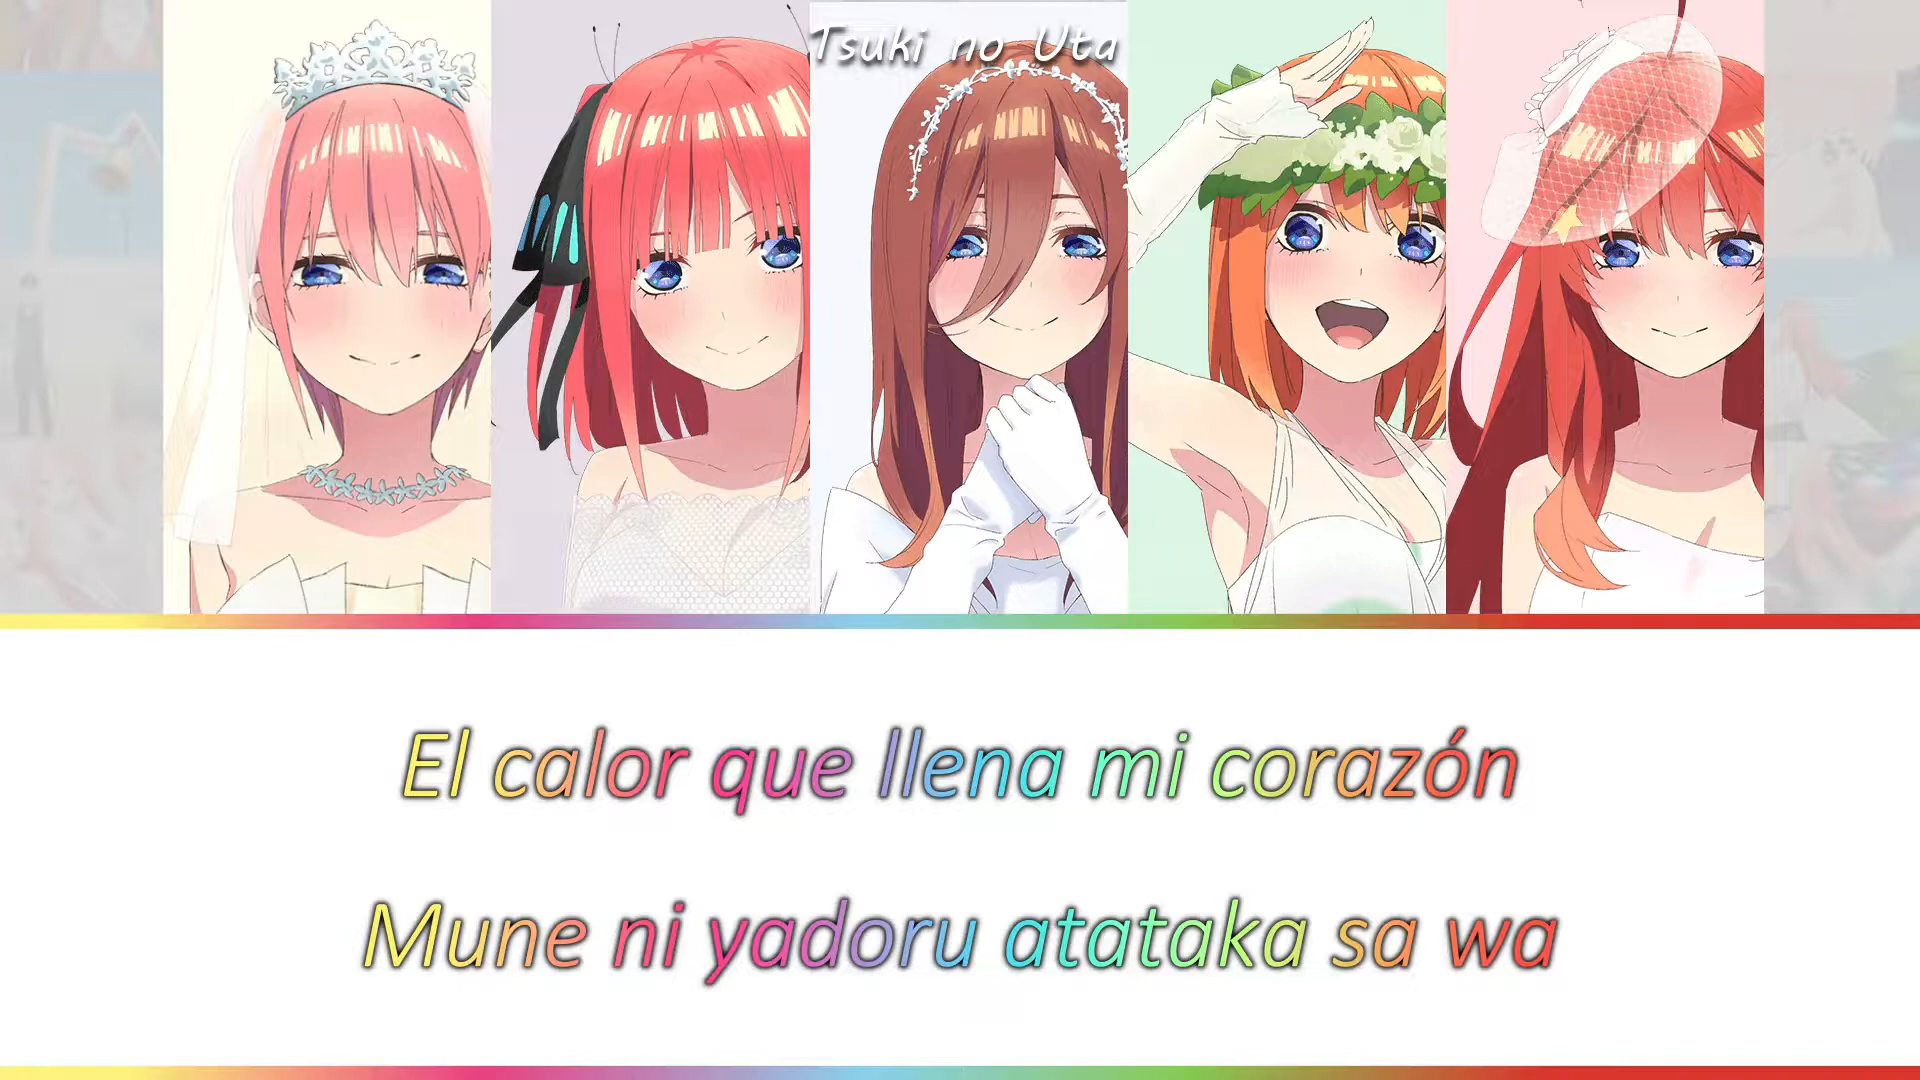 Tsuki no Uta
El calor que llena mi corazón
Mune ni yadoru atataka sa wa